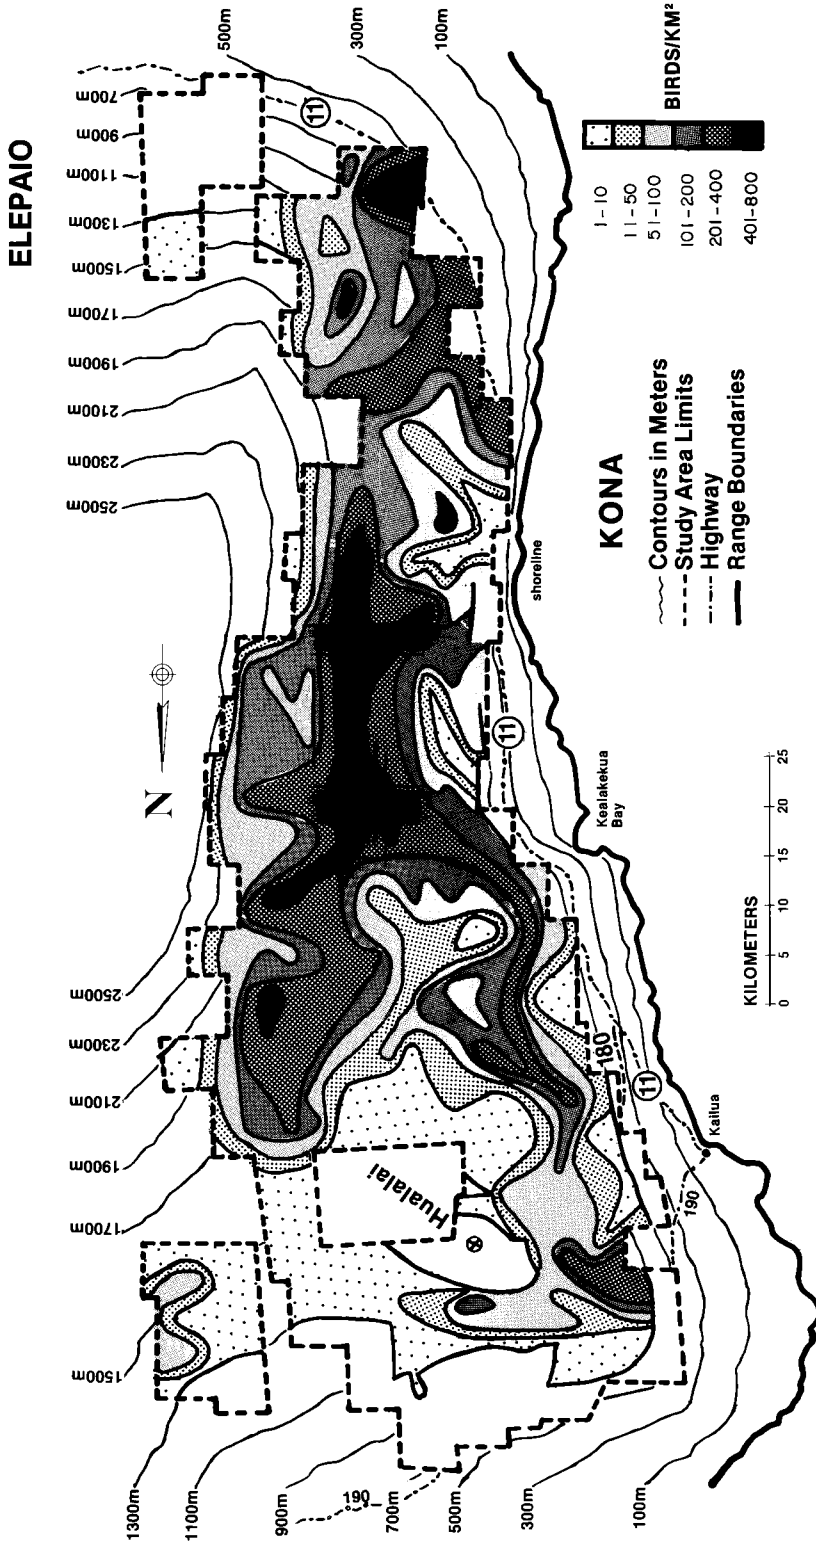 ELEPAIO
500m
300m
100m
700m
900m
1100m
1300m
1500m
1700m
1900m
2100m
2300m
2500m
11
BIRDS/KM²
1-10
11-50
51-100
101-200
201-400
401-800
KONA
Contours in Meters
Study Area Limits
Highway
Range Boundaries
shoreline
N
11
Kealakekua
Bay
KILOMETERS
0 5 10 15 20 25
2500m
2300m
2100m
1900m
1700m
1500m
180
11
Kailua
190
Hualalai
1300m
1100m
900m
190
700m
500m
300m
100m